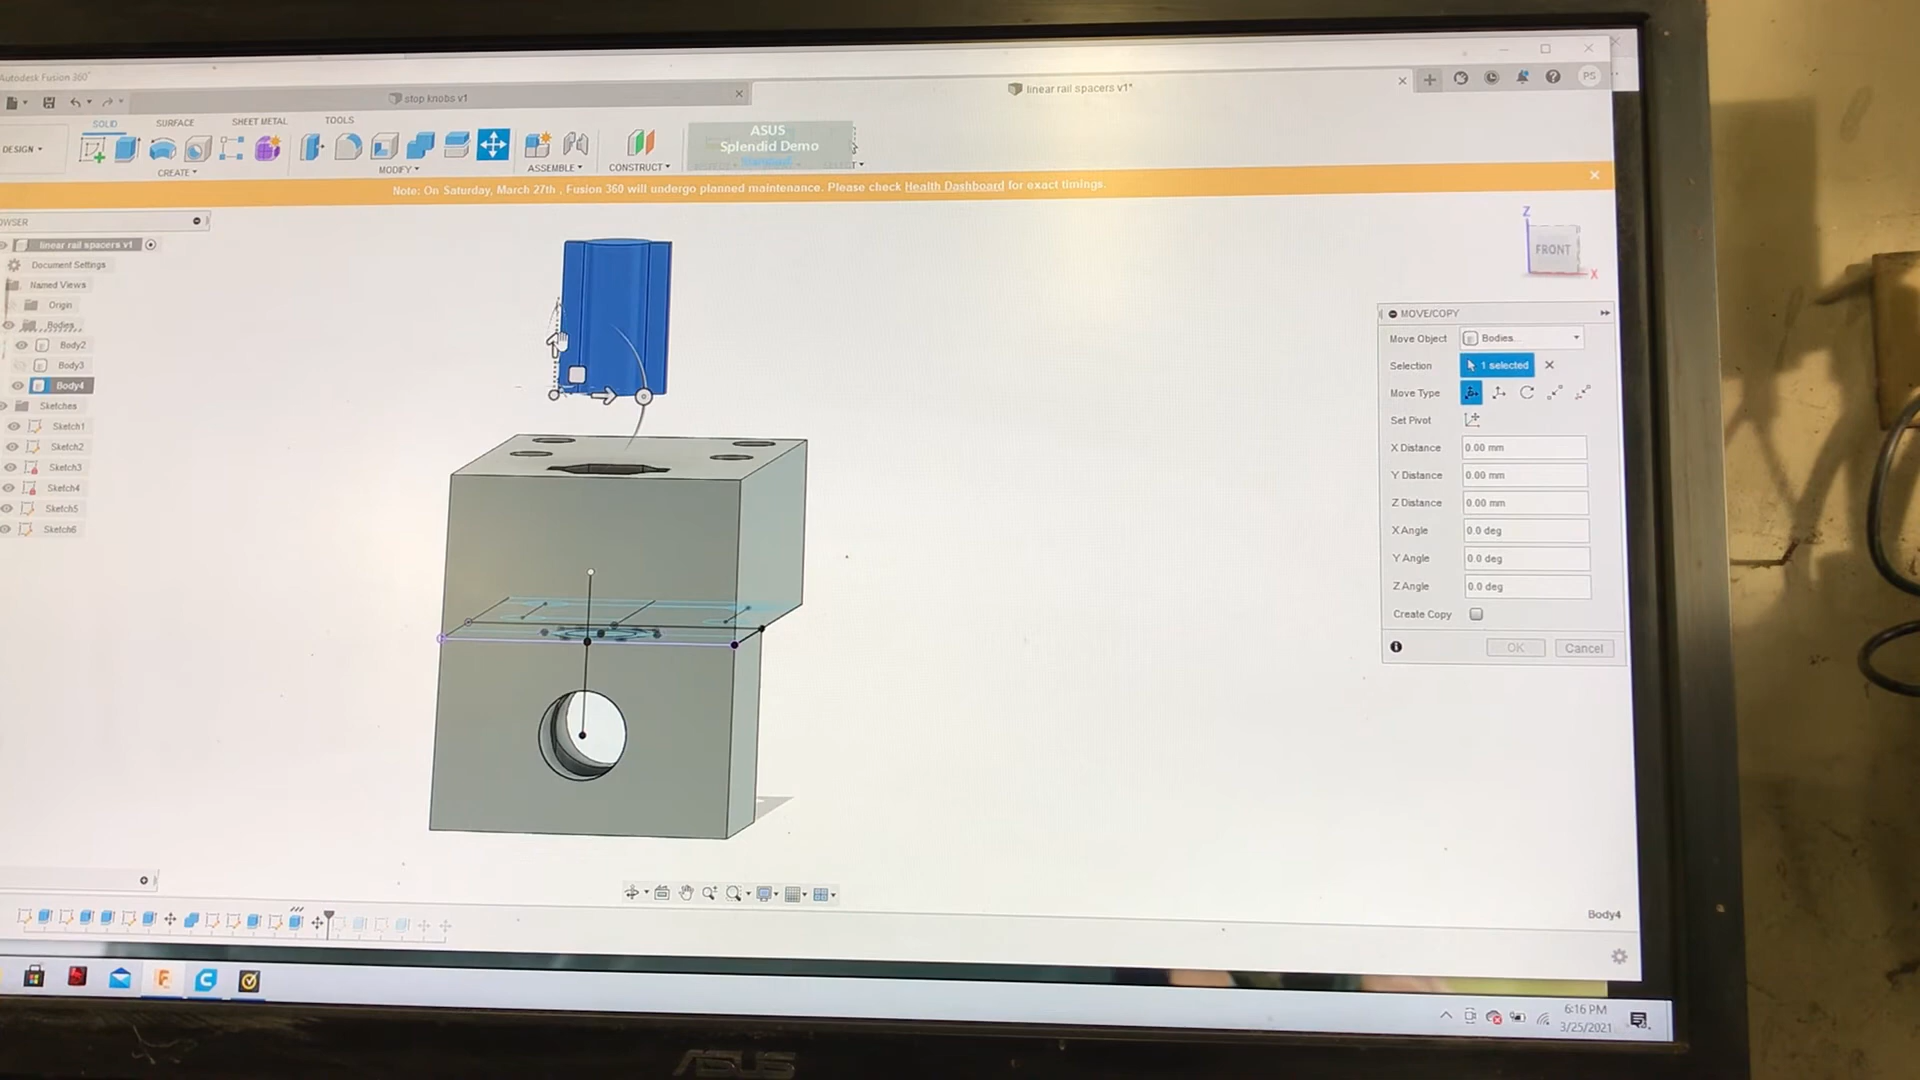 Autodesk Fusion 360
stop knobs v1
linear rail spacers v1*
PS
SOLID
SURFACE
SHEET METAL
TOOLS
DESIGN
CREATE
MODIFY
ASSEMBLE
CONSTRUCT
ASUS
Splendid Demo
Note: On Saturday, March 27th , Fusion 360 will undergo planned maintenance. Please check Health Dashboard for exact timings.
OWSER
linear rail spacers v1
Document Settings
Named Views
Origin
Bodies
Body2
Body3
Body4
Sketches
Sketch1
Sketch2
Sketch3
Sketch4
Sketch5
Sketch6
Z
FRONT
X
MOVE/COPY
Move Object
Bodies
Selection
1 selected
Move Type
Set Pivot
X Distance
0.00 mm
Y Distance
0.00 mm
Z Distance
0.00 mm
X Angle
0.0 deg
Y Angle
0.0 deg
Z Angle
0.0 deg
Create Copy
OK
Cancel
Body4
6:16 PM
3/25/2021
ASUS